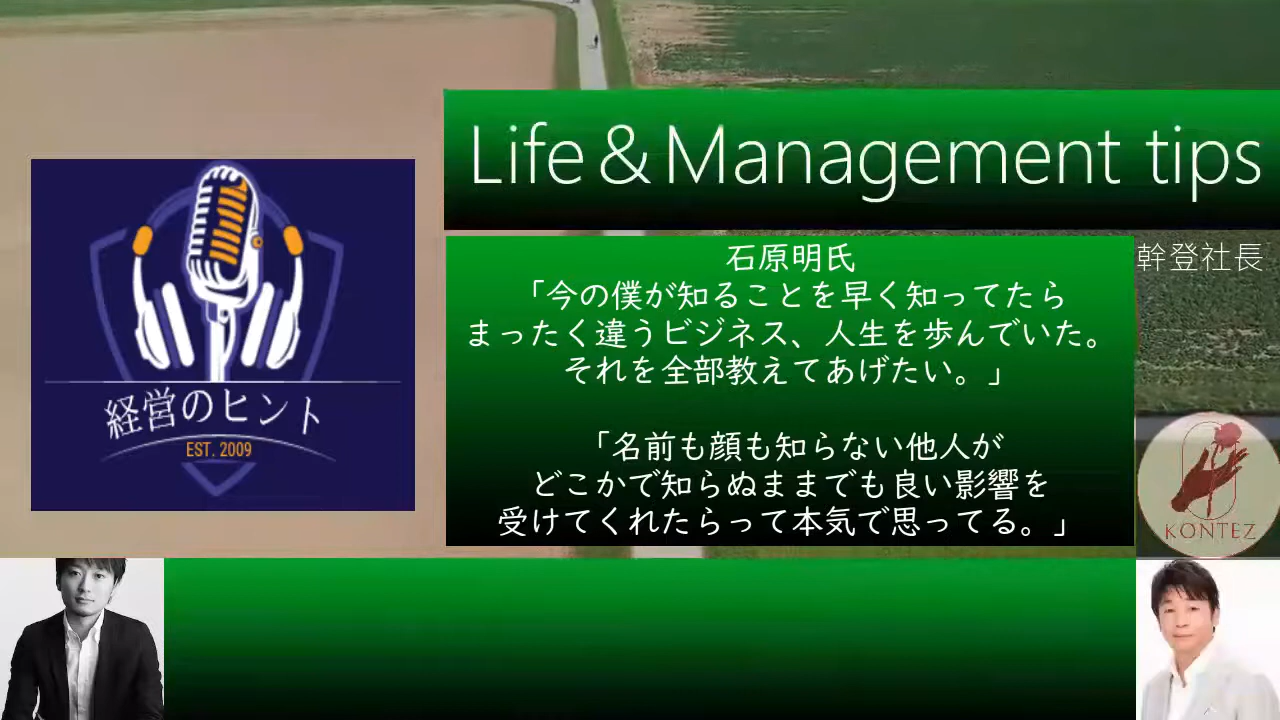 Life＆Management tips
経営のヒント
EST. 2009
石原明氏
「今の僕が知ることを早く知ってたら
まったく違うビジネス、人生を歩んでいた。
それを全部教えてあげたい。」
「名前も顔も知らない他人が
どこかで知らぬままでも良い影響を
受けてくれたらって本気で思ってる。」
幹登社長
KONTEZ